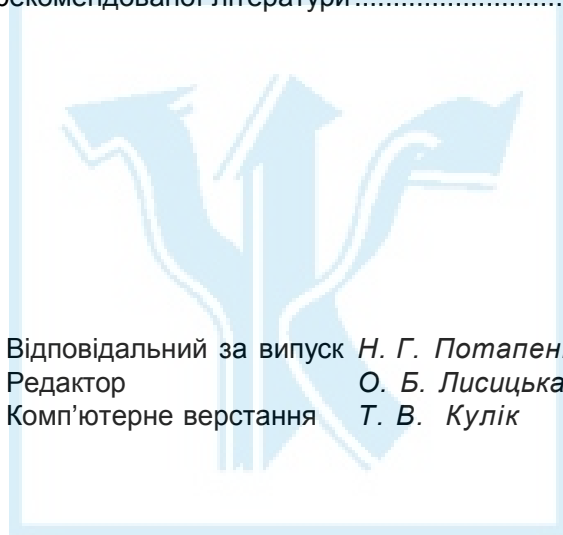 рекомендованої літератури............................
Відповідальний за випуск Н. Г. Потапен
Редактор О. Б. Лисицька
Комп’ютерне верстання Т. В. Кулік